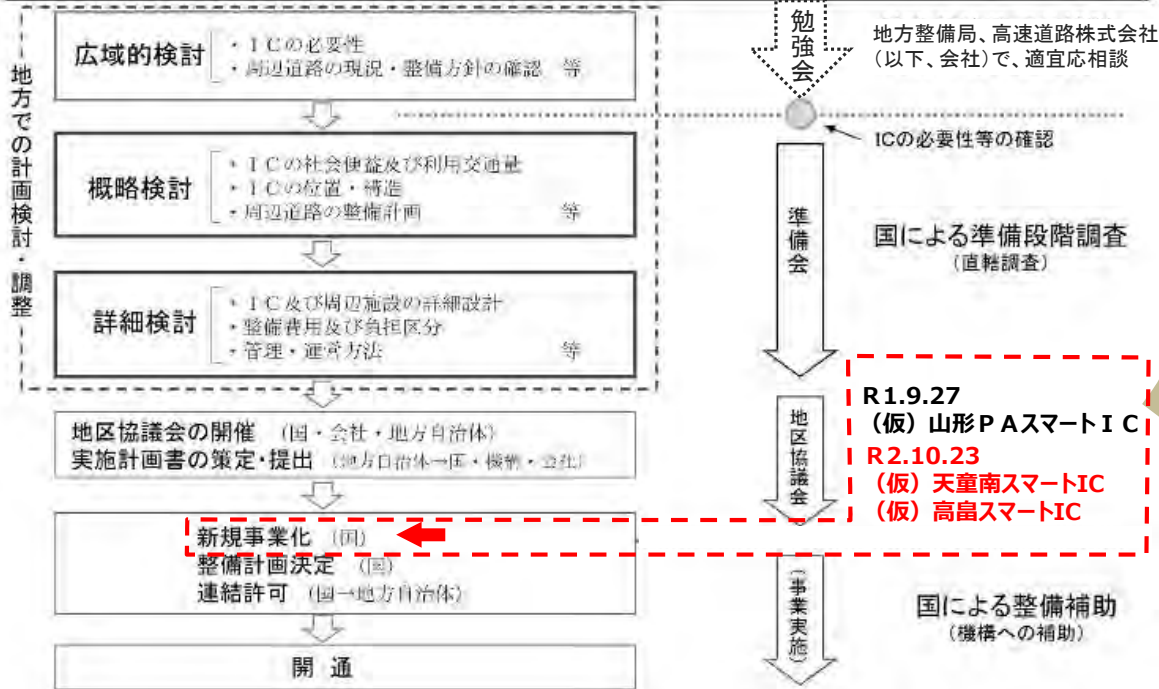 地方での計画検討・調整
広域的検討
・ICの必要性
・周辺道路の現況・整備方針の確認 等
概略検討
・ICの社会便益及び利用交通量
・ICの位置・構造
・周辺道路の整備計画 等
詳細検討
・IC及び周辺施設の詳細設計
・整備費用及び負担区分
・管理・運営方法 等
地区協議会の開催 (国・会社・地方自治体)
実施計画書の策定・提出 (地方自治体→国・機構・会社)
新規事業化 (国)
整備計画決定 (国)
連結許可 (国→地方自治体)
開 通
勉強会
地方整備局、高速道路株式会社
(以下、会社)で、適宜応相談
ICの必要性等の確認
準備会
国による準備段階調査
(直轄調査)
地区協議会
R1.9.27
(仮)山形PAスマートIC
R2.10.23
(仮)天童南スマートIC
(仮)高畠スマートIC
(事業実施)
国による整備補助
(機構への補助)